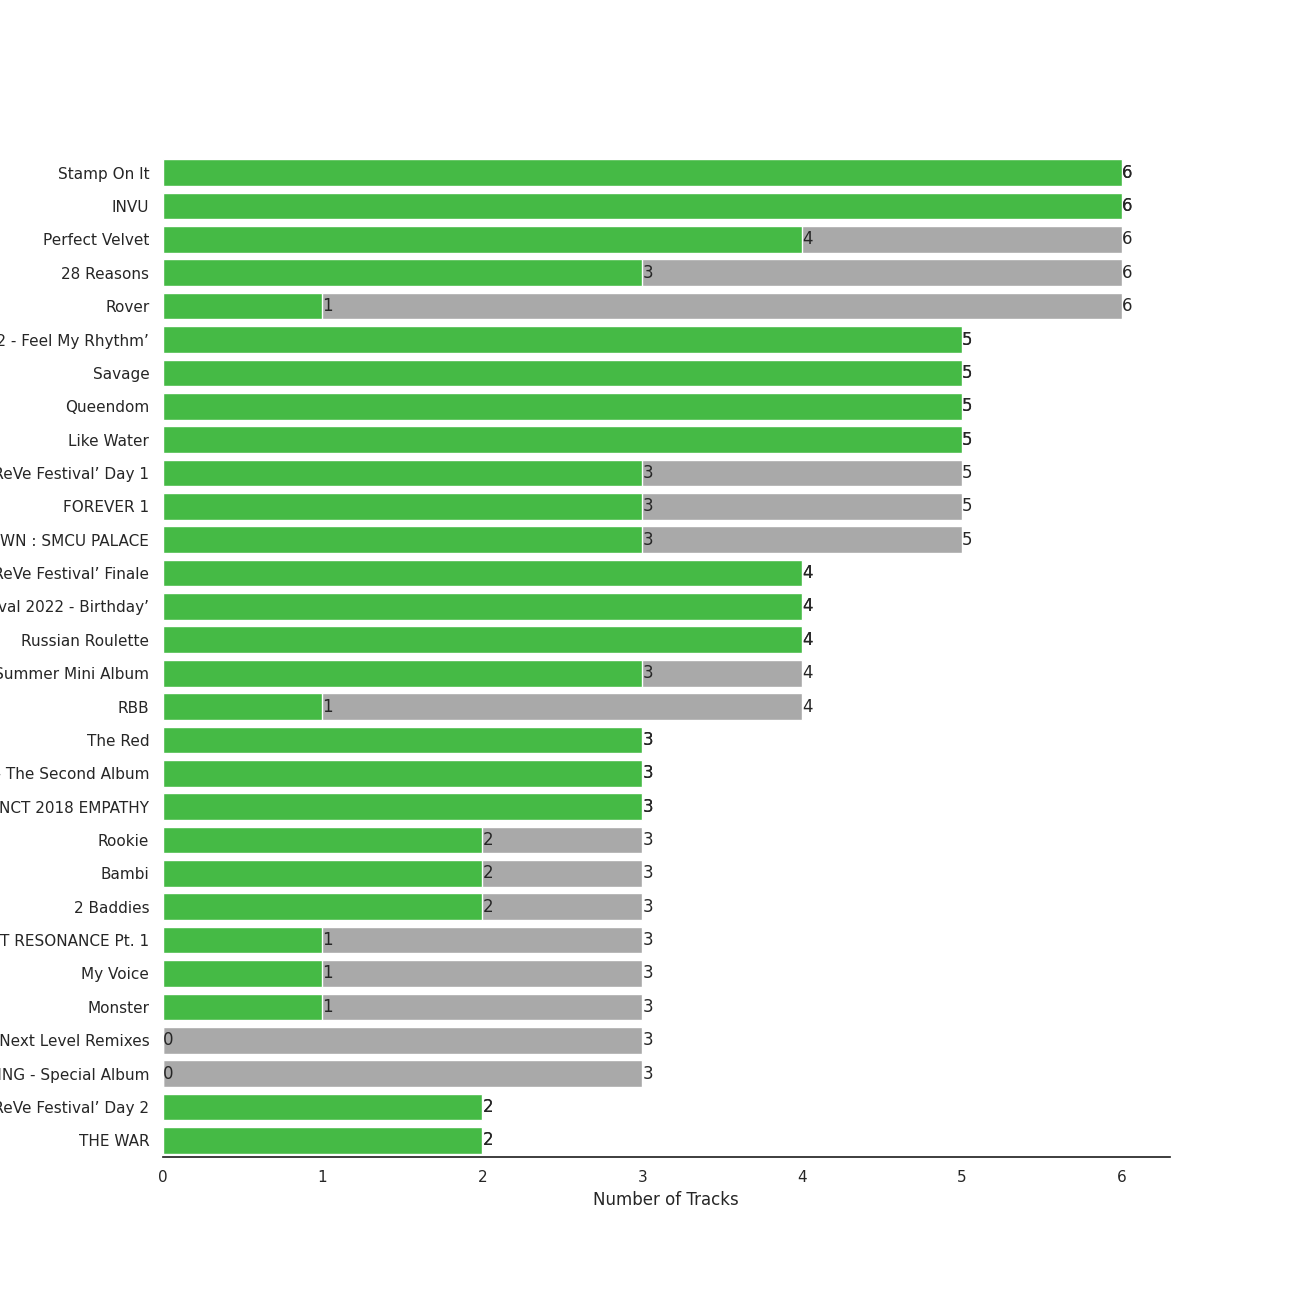 Stamp On It 6
INVU 6
Perfect Velvet 4 6
28 Reasons 3 6
Rover 1 6
2 - Feel My Rhythm’ 5
Savage 5
Queendom 5
Like Water 5
ReVe Festival’ Day 1 3 5
FOREVER 1 3 5
WN : SMCU PALACE 3 5
ReVe Festival’ Finale 4
val 2022 - Birthday’ 4
Russian Roulette 4
Summer Mini Album 3 4
RBB 1 4
The Red 3
The Second Album 3
NCT 2018 EMPATHY 3
Rookie 2 3
Bambi 2 3
2 Baddies 2 3
T RESONANCE Pt. 1 1 3
My Voice 1 3
Monster 1 3
Next Level Remixes 0 3
ING - Special Album 0 3
ReVe Festival’ Day 2 2
THE WAR 2
0 1 2 3 4 5 6
Number of Tracks